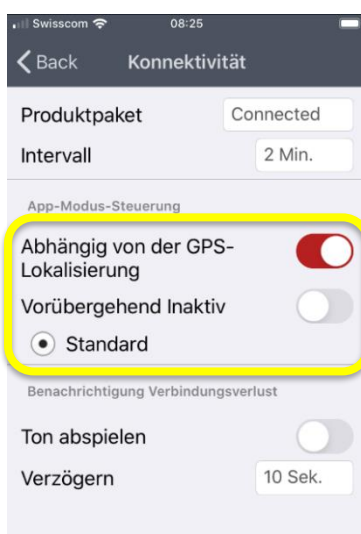 Swisscom 08:25
Back Konnektivität
Produktpaket Connected
Intervall 2 Min.
App-Modus-Steuerung
Abhängig von der GPS-
Lokalisierung
Vorübergehend Inaktiv
Standard
Benachrichtigung Verbindungsverlust
Ton abspielen
Verzögern 10 Sek.